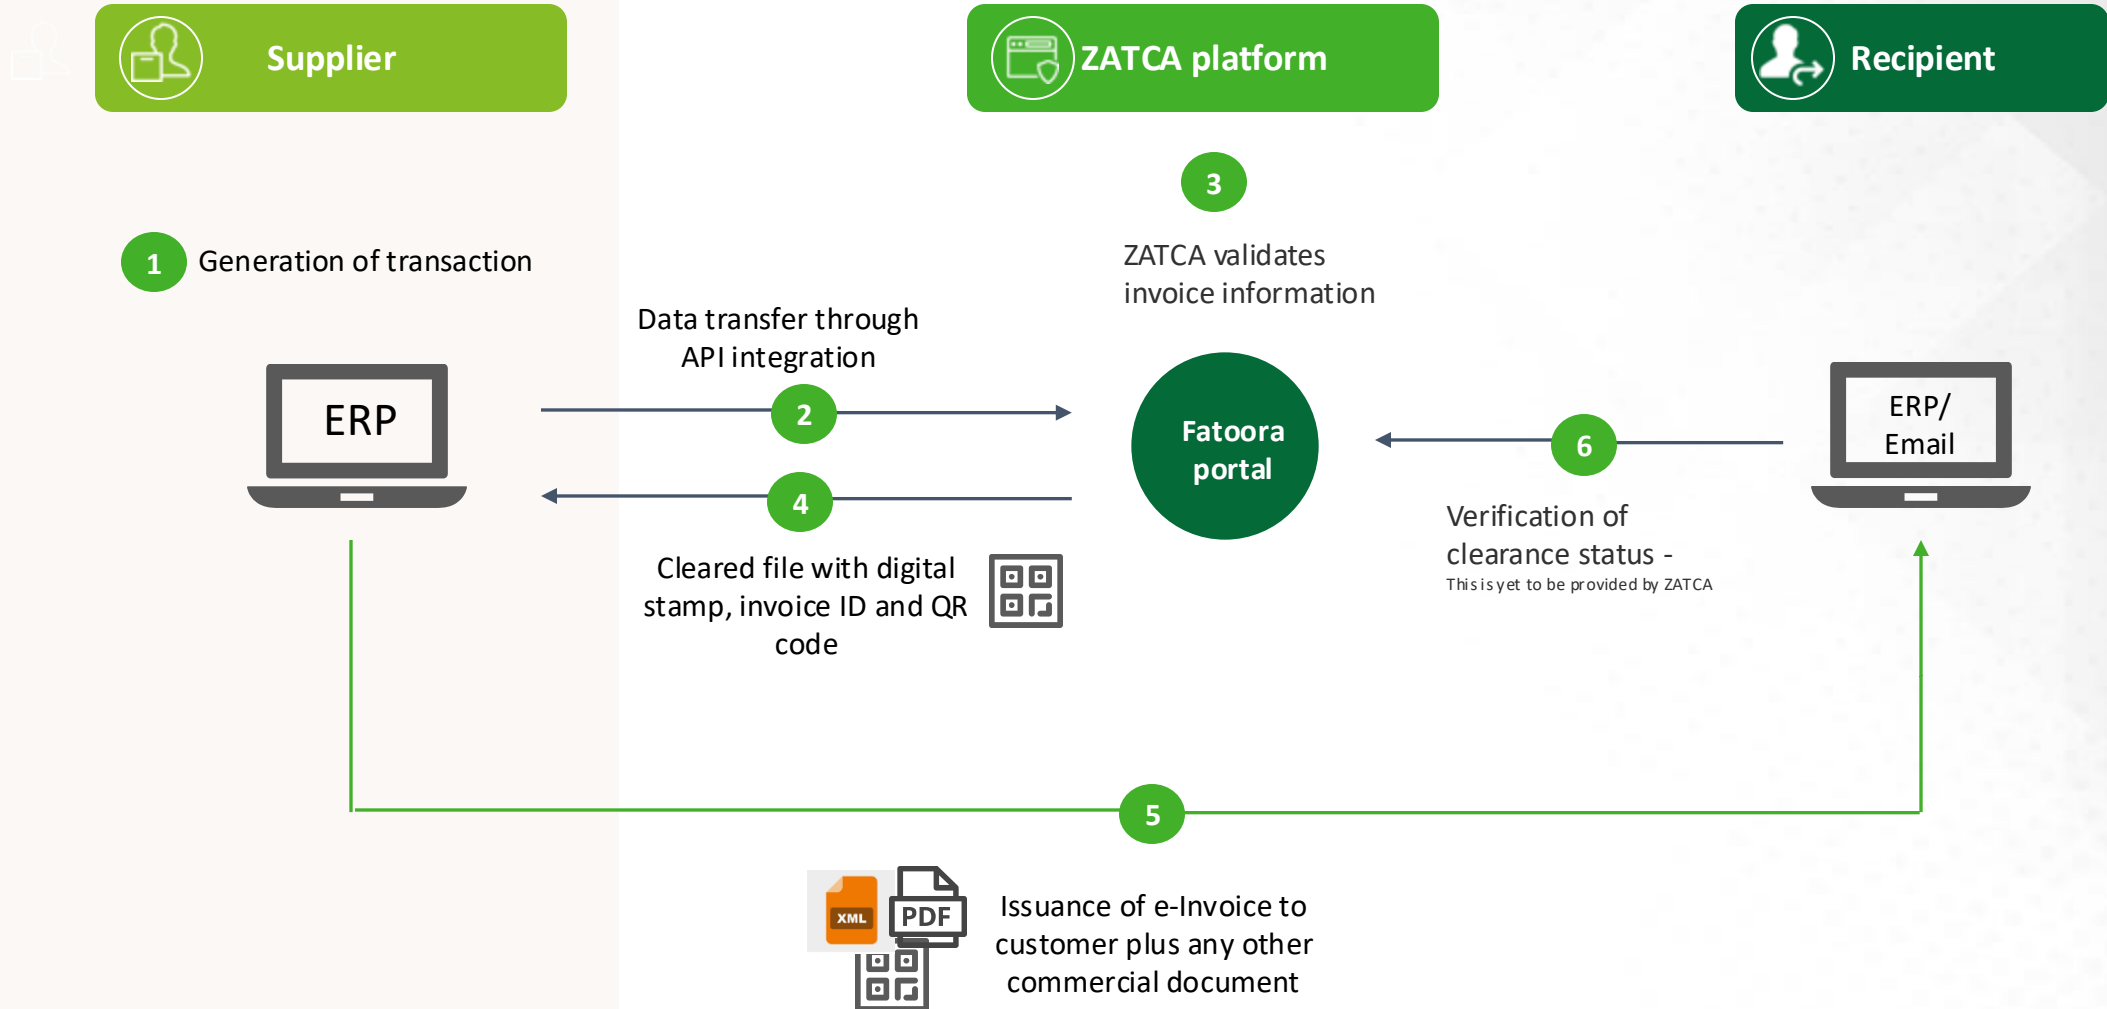 Supplier
ZATCA platform
Recipient
1
Generation of transaction
3
ZATCA validates
invoice information
Data transfer through
API integration
2
ERP
4
Cleared file with digital
stamp, invoice ID and QR
code
Fatoora
portal
6
Verification of
clearance status -
This is yet to be provided by ZATCA
ERP/
Email
5
XML
PDF
Issuance of e-Invoice to
customer plus any other
commercial document